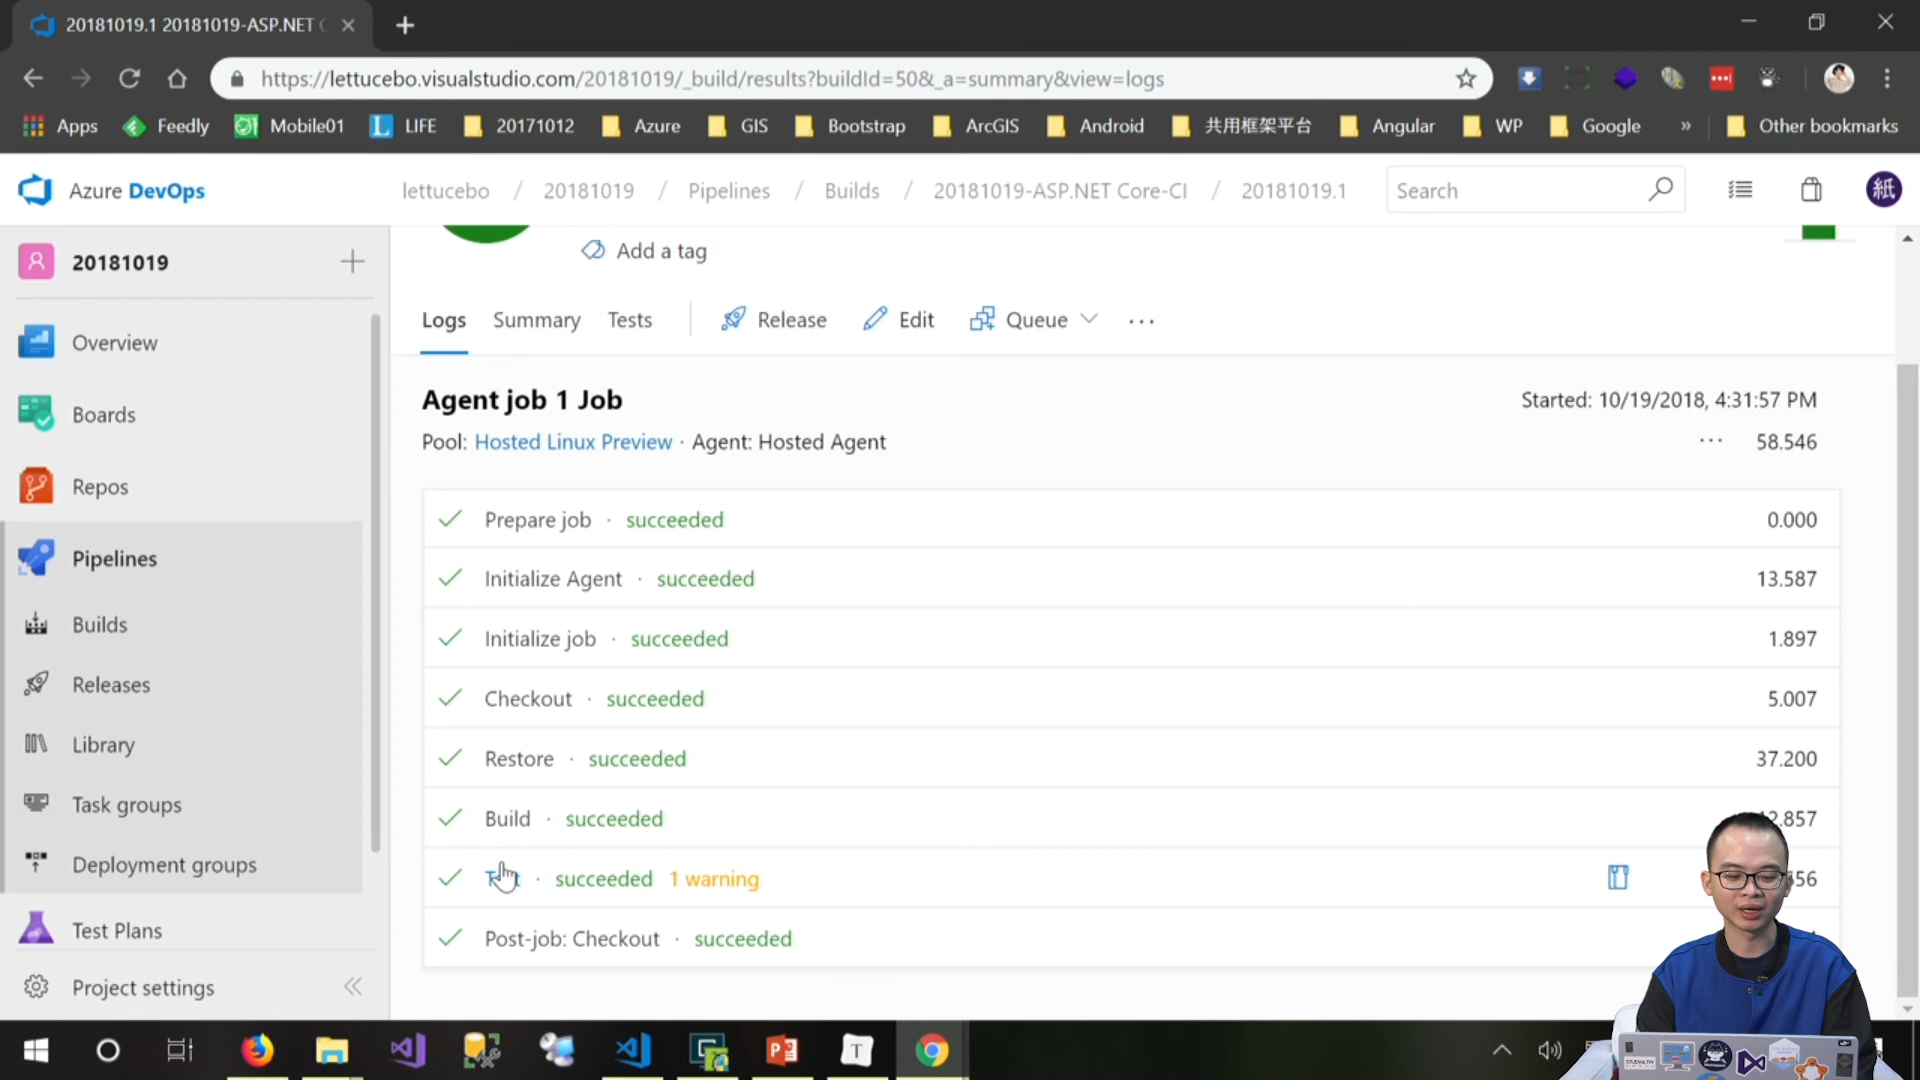 20181019.1 20181019-ASP.NET C
https://lettucebo.visualstudio.com/20181019/_build/results?buildId=50&_a=summary&view=logs
Apps Feedly Mobile01 LIFE 20171012 Azure GIS Bootstrap ArcGIS Android 共用框架平台 Angular WP Google » Other bookmarks
Azure DevOps lettucebo / 20181019 / Pipelines / Builds / 20181019-ASP.NET Core-CI / 20181019.1 Search 紙
20181019
Overview
Boards
Repos
Pipelines
Builds
Releases
Library
Task groups
Deployment groups
Test Plans
Project settings
Add a tag
Logs Summary Tests Release Edit Queue ...
Agent job 1 Job Started: 10/19/2018, 4:31:57 PM
Pool: Hosted Linux Preview · Agent: Hosted Agent ... 58.546
Prepare job · succeeded 0.000
Initialize Agent · succeeded 13.587
Initialize job · succeeded 1.897
Checkout · succeeded 5.007
Restore · succeeded 37.200
Build · succeeded
· succeeded 1 warning
Post-job: Checkout · succeeded